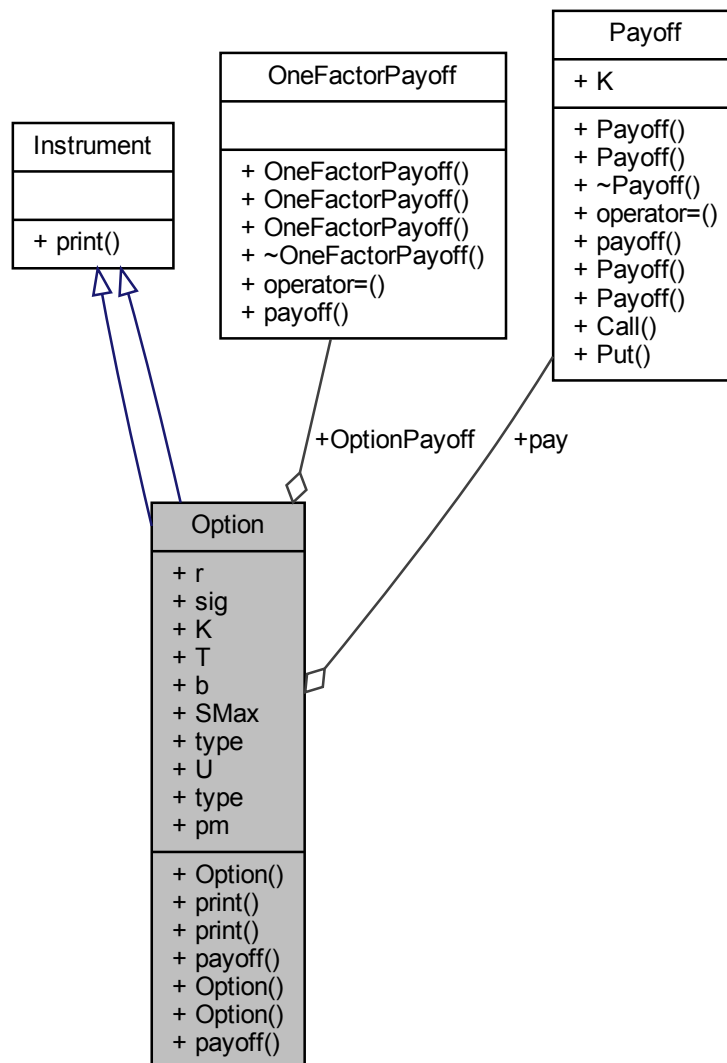 Instrument
+ print()
OneFactorPayoff
+ OneFactorPayoff()
+ OneFactorPayoff()
+ OneFactorPayoff()
+ ~OneFactorPayoff()
+ operator=()
+ payoff()
Payoff
+ K
+ Payoff()
+ Payoff()
+ ~Payoff()
+ operator=()
+ payoff()
+ Payoff()
+ Payoff()
+ Call()
+ Put()
+OptionPayoff
+pay
Option
+ r
+ sig
+ K
+ T
+ b
+ SMax
+ type
+ U
+ type
+ pm
+ Option()
+ print()
+ print()
+ payoff()
+ Option()
+ Option()
+ payoff()